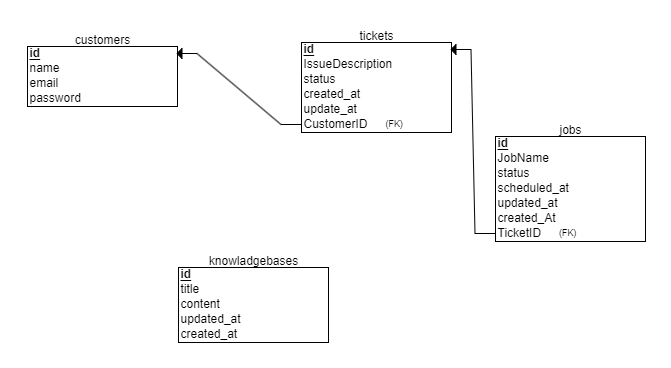 customers
id
name
email
password
tickets
id
IssueDescription
status
created_at
update_at
CustomerID (FK)
jobs
id
JobName
status
scheduled_at
updated_at
created_At
TicketID (FK)
knowladgebases
id
title
content
updated_at
created_at